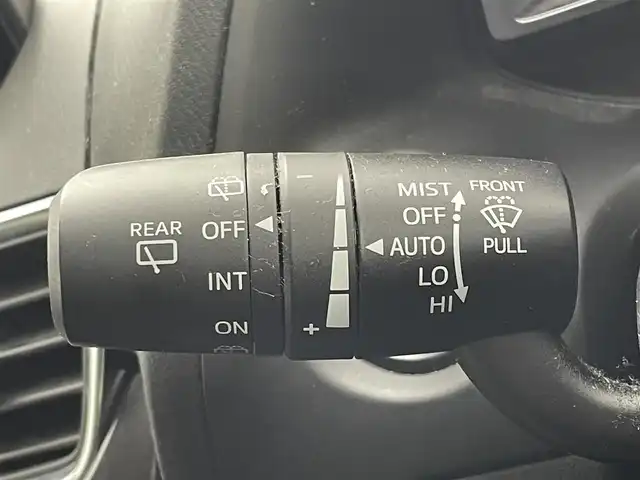 REAR
OFF
INT
ON
−
+
MIST
OFF
AUTO
LO
HI
FRONT
PULL